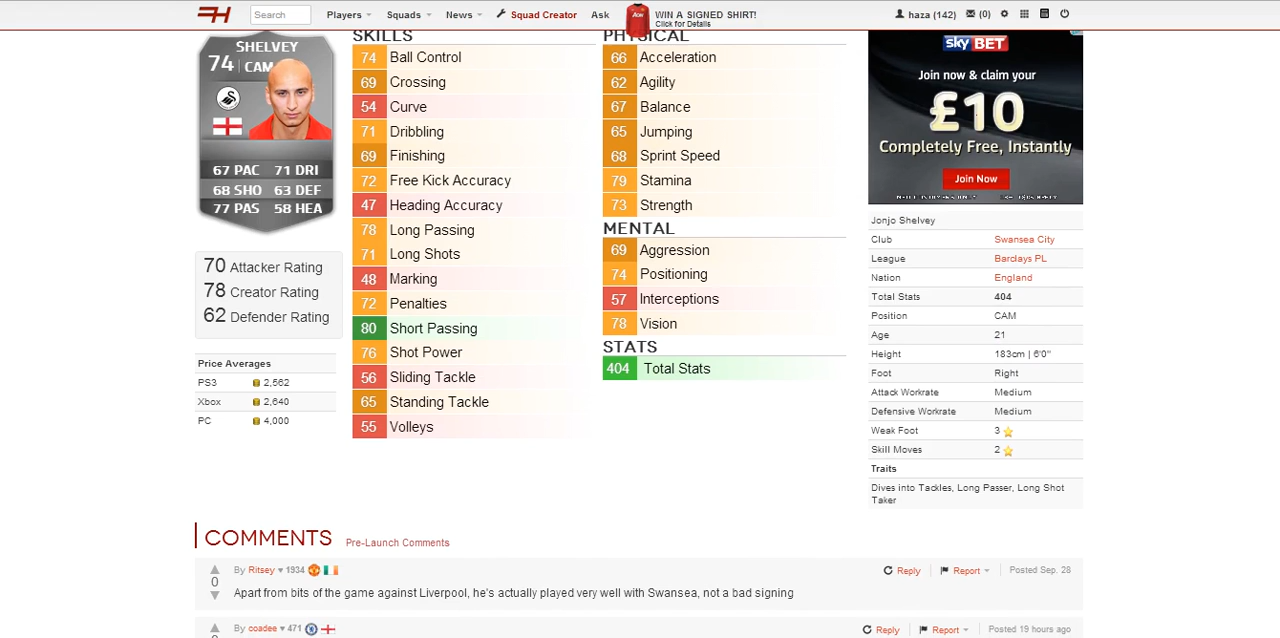 Search
Players
Squads
News
Squad Creator
Ask
WIN A SIGNED SHIRT!
Click for Details
haza (142)
(0)
SHELVEY
74 CAM
67 PAC 71 DRI
68 SHO 63 DEF
77 PAS 58 HEA
70 Attacker Rating
78 Creator Rating
62 Defender Rating
Price Averages
PS3 2,562
Xbox 2,640
PC 4,000
SKILLS
74 Ball Control
69 Crossing
54 Curve
71 Dribbling
69 Finishing
72 Free Kick Accuracy
47 Heading Accuracy
78 Long Passing
71 Long Shots
48 Marking
72 Penalties
80 Short Passing
76 Shot Power
56 Sliding Tackle
65 Standing Tackle
55 Volleys
PHYSICAL
66 Acceleration
62 Agility
67 Balance
65 Jumping
68 Sprint Speed
79 Stamina
73 Strength
MENTAL
69 Aggression
74 Positioning
57 Interceptions
78 Vision
STATS
404 Total Stats
sky BET
Join now & claim your
£10
Completely Free, Instantly
Join Now
Jonjo Shelvey
Club Swansea City
League Barclays PL
Nation England
Total Stats 404
Position CAM
Age 21
Height 183cm | 6'0"
Foot Right
Attack Workrate Medium
Defensive Workrate Medium
Weak Foot 3
Skill Moves 2
Traits
Dives into Tackles, Long Passer, Long Shot
Taker
COMMENTS Pre-Launch Comments
0
By Ritsey ♥ 1934
Reply
Report
Posted Sep. 28
Apart from bits of the game against Liverpool, he's actually played very well with Swansea, not a bad signing
By coadee ♥ 471
Reply
Report
Posted 19 hours ago